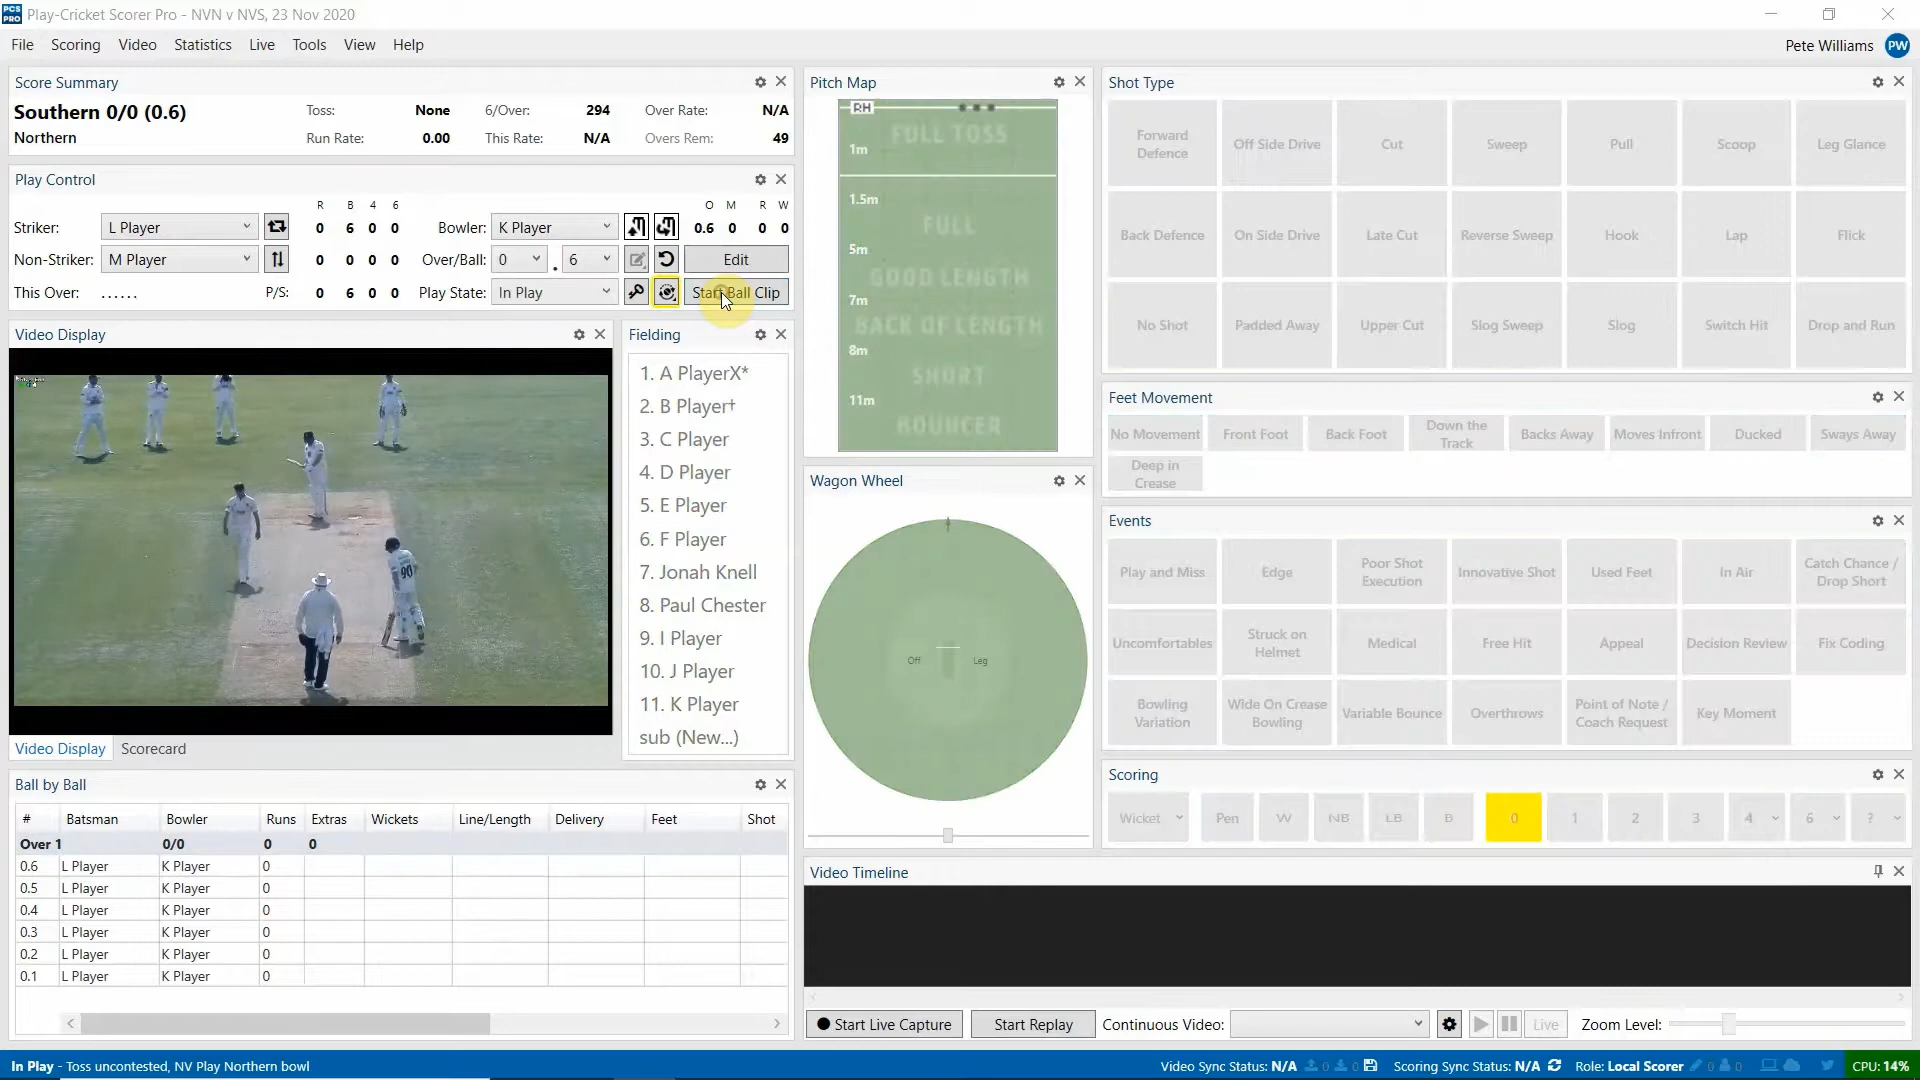 PCS PRO Play-Cricket Scorer Pro - NVN v NVS, 23 Nov 2020
File Scoring Video Statistics Live Tools View Help
Pete Williams PW
Score Summary
Southern 0/0 (0.6)
Northern
Toss: None 6/Over: 294 Over Rate: N/A
Run Rate: 0.00 This Rate: N/A Overs Rem: 49
Play Control
R B 4 6 O M R W
Striker: L Player 0 6 0 0 Bowler: K Player 0.6 0 0 0
Non-Striker: M Player 0 0 0 0 Over/Ball: 0 . 6 Edit
This Over: ...... P/S: 0 6 0 0 Play State: In Play Start Ball Clip
Video Display
90
Video Display Scorecard
Fielding
1. A PlayerX*
2. B Player†
3. C Player
4. D Player
5. E Player
6. F Player
7. Jonah Knell
8. Paul Chester
9. I Player
10. J Player
11. K Player
sub (New...)
Ball by Ball
# Batsman Bowler Runs Extras Wickets Line/Length Delivery Feet Shot
Over 1 0/0 0 0
0.6 L Player K Player 0
0.5 L Player K Player 0
0.4 L Player K Player 0
0.3 L Player K Player 0
0.2 L Player K Player 0
0.1 L Player K Player 0
Pitch Map
RH
FULL TOSS
1m
1.5m
FULL
5m
GOOD LENGTH
7m
BACK OF LENGTH
8m
SHORT
11m
BOUNCER
Wagon Wheel
Off Leg
Shot Type
Forward Defence Off Side Drive Cut Sweep Pull Scoop Leg Glance
Back Defence On Side Drive Late Cut Reverse Sweep Hook Lap Flick
No Shot Padded Away Upper Cut Slog Sweep Slog Switch Hit Drop and Run
Feet Movement
No Movement Front Foot Back Foot Down the Track Backs Away Moves Infront Ducked Sways Away
Deep in Crease
Events
Play and Miss Edge Poor Shot Execution Innovative Shot Used Feet In Air Catch Chance / Drop Short
Uncomfortables Struck on Helmet Medical Free Hit Appeal Decision Review Fix Coding
Bowling Variation Wide On Crease Bowling Variable Bounce Overthrows Point of Note / Coach Request Key Moment
Scoring
Wicket Pen W NB LB B 0 1 2 3 4 6 ?
Video Timeline
Start Live Capture Start Replay Continuous Video: Live Zoom Level:
In Play - Toss uncontested, NV Play Northern bowl
Video Sync Status: N/A 0 0 Scoring Sync Status: N/A Role: Local Scorer 0 0 CPU: 14%